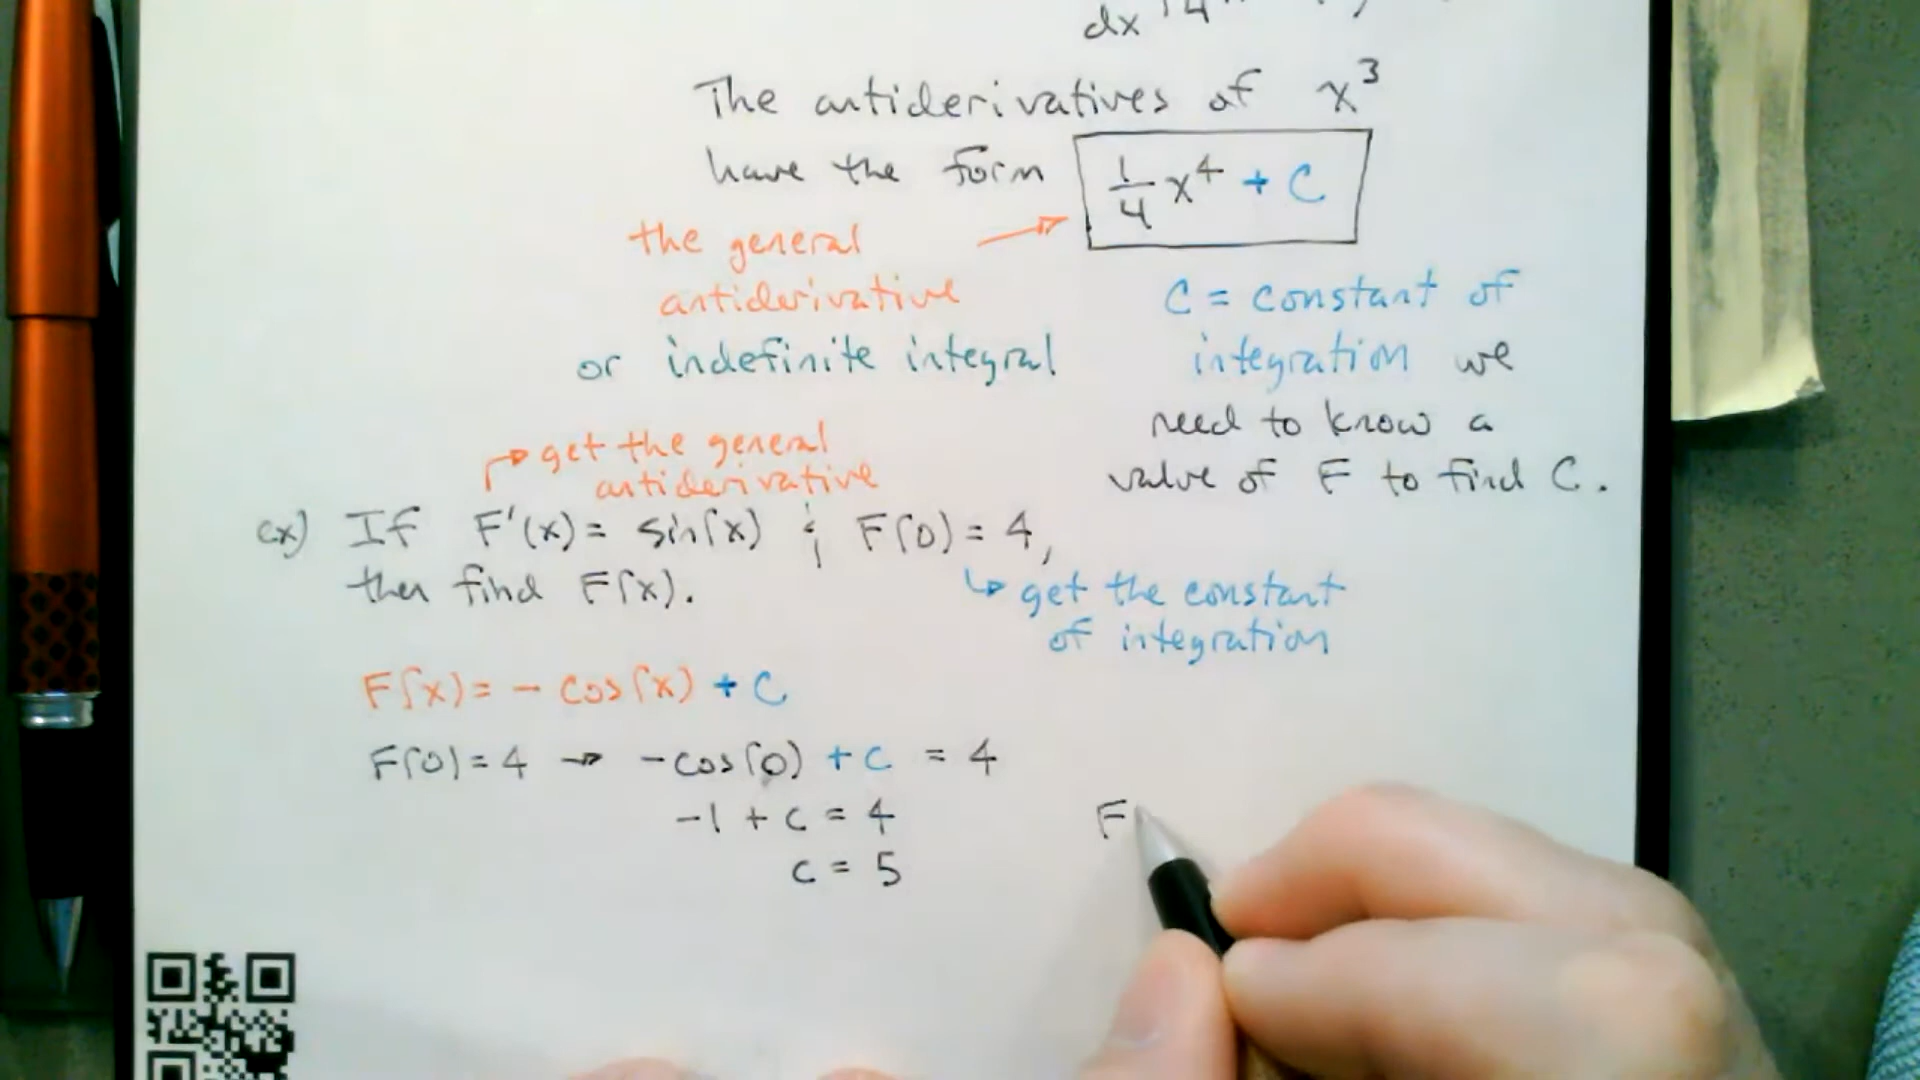 dx
The antiderivatives of x³
have the form 1/4 x⁴ + C
the general
antiderivative
or indefinite integral
C = constant of
integration we
need to know a
value of F to find C.
get the general
antiderivative
ex) If F'(x) = sin(x) & F(0) = 4,
then find F(x).
get the constant
of integration
F(x) = - cos(x) + C
F(0) = 4 → -cos(0) + C = 4
-1 + C = 4
C = 5
F